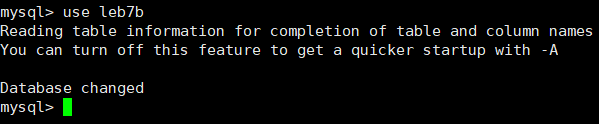 mysql> use leb7b
Reading table information for completion of table and column names
You can turn off this feature to get a quicker startup with -A
Database changed
mysql>